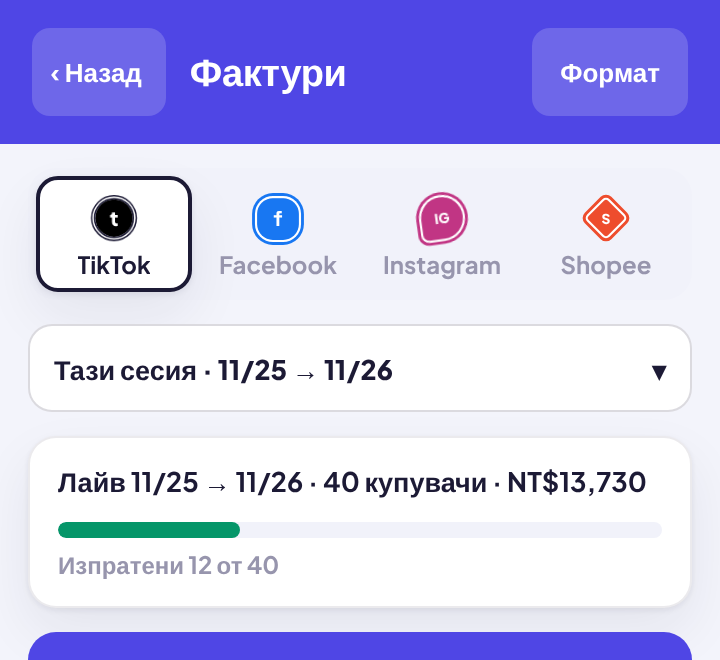 ‹ Назад
Фактури
Формат
t
f
IG
S
TikTok
Facebook
Instagram
Shopee
Тази сесия · 11/25 → 11/26 ▼
Лайв 11/25 → 11/26 · 40 купувачи · NT$13,730
Изпратени 12 от 40